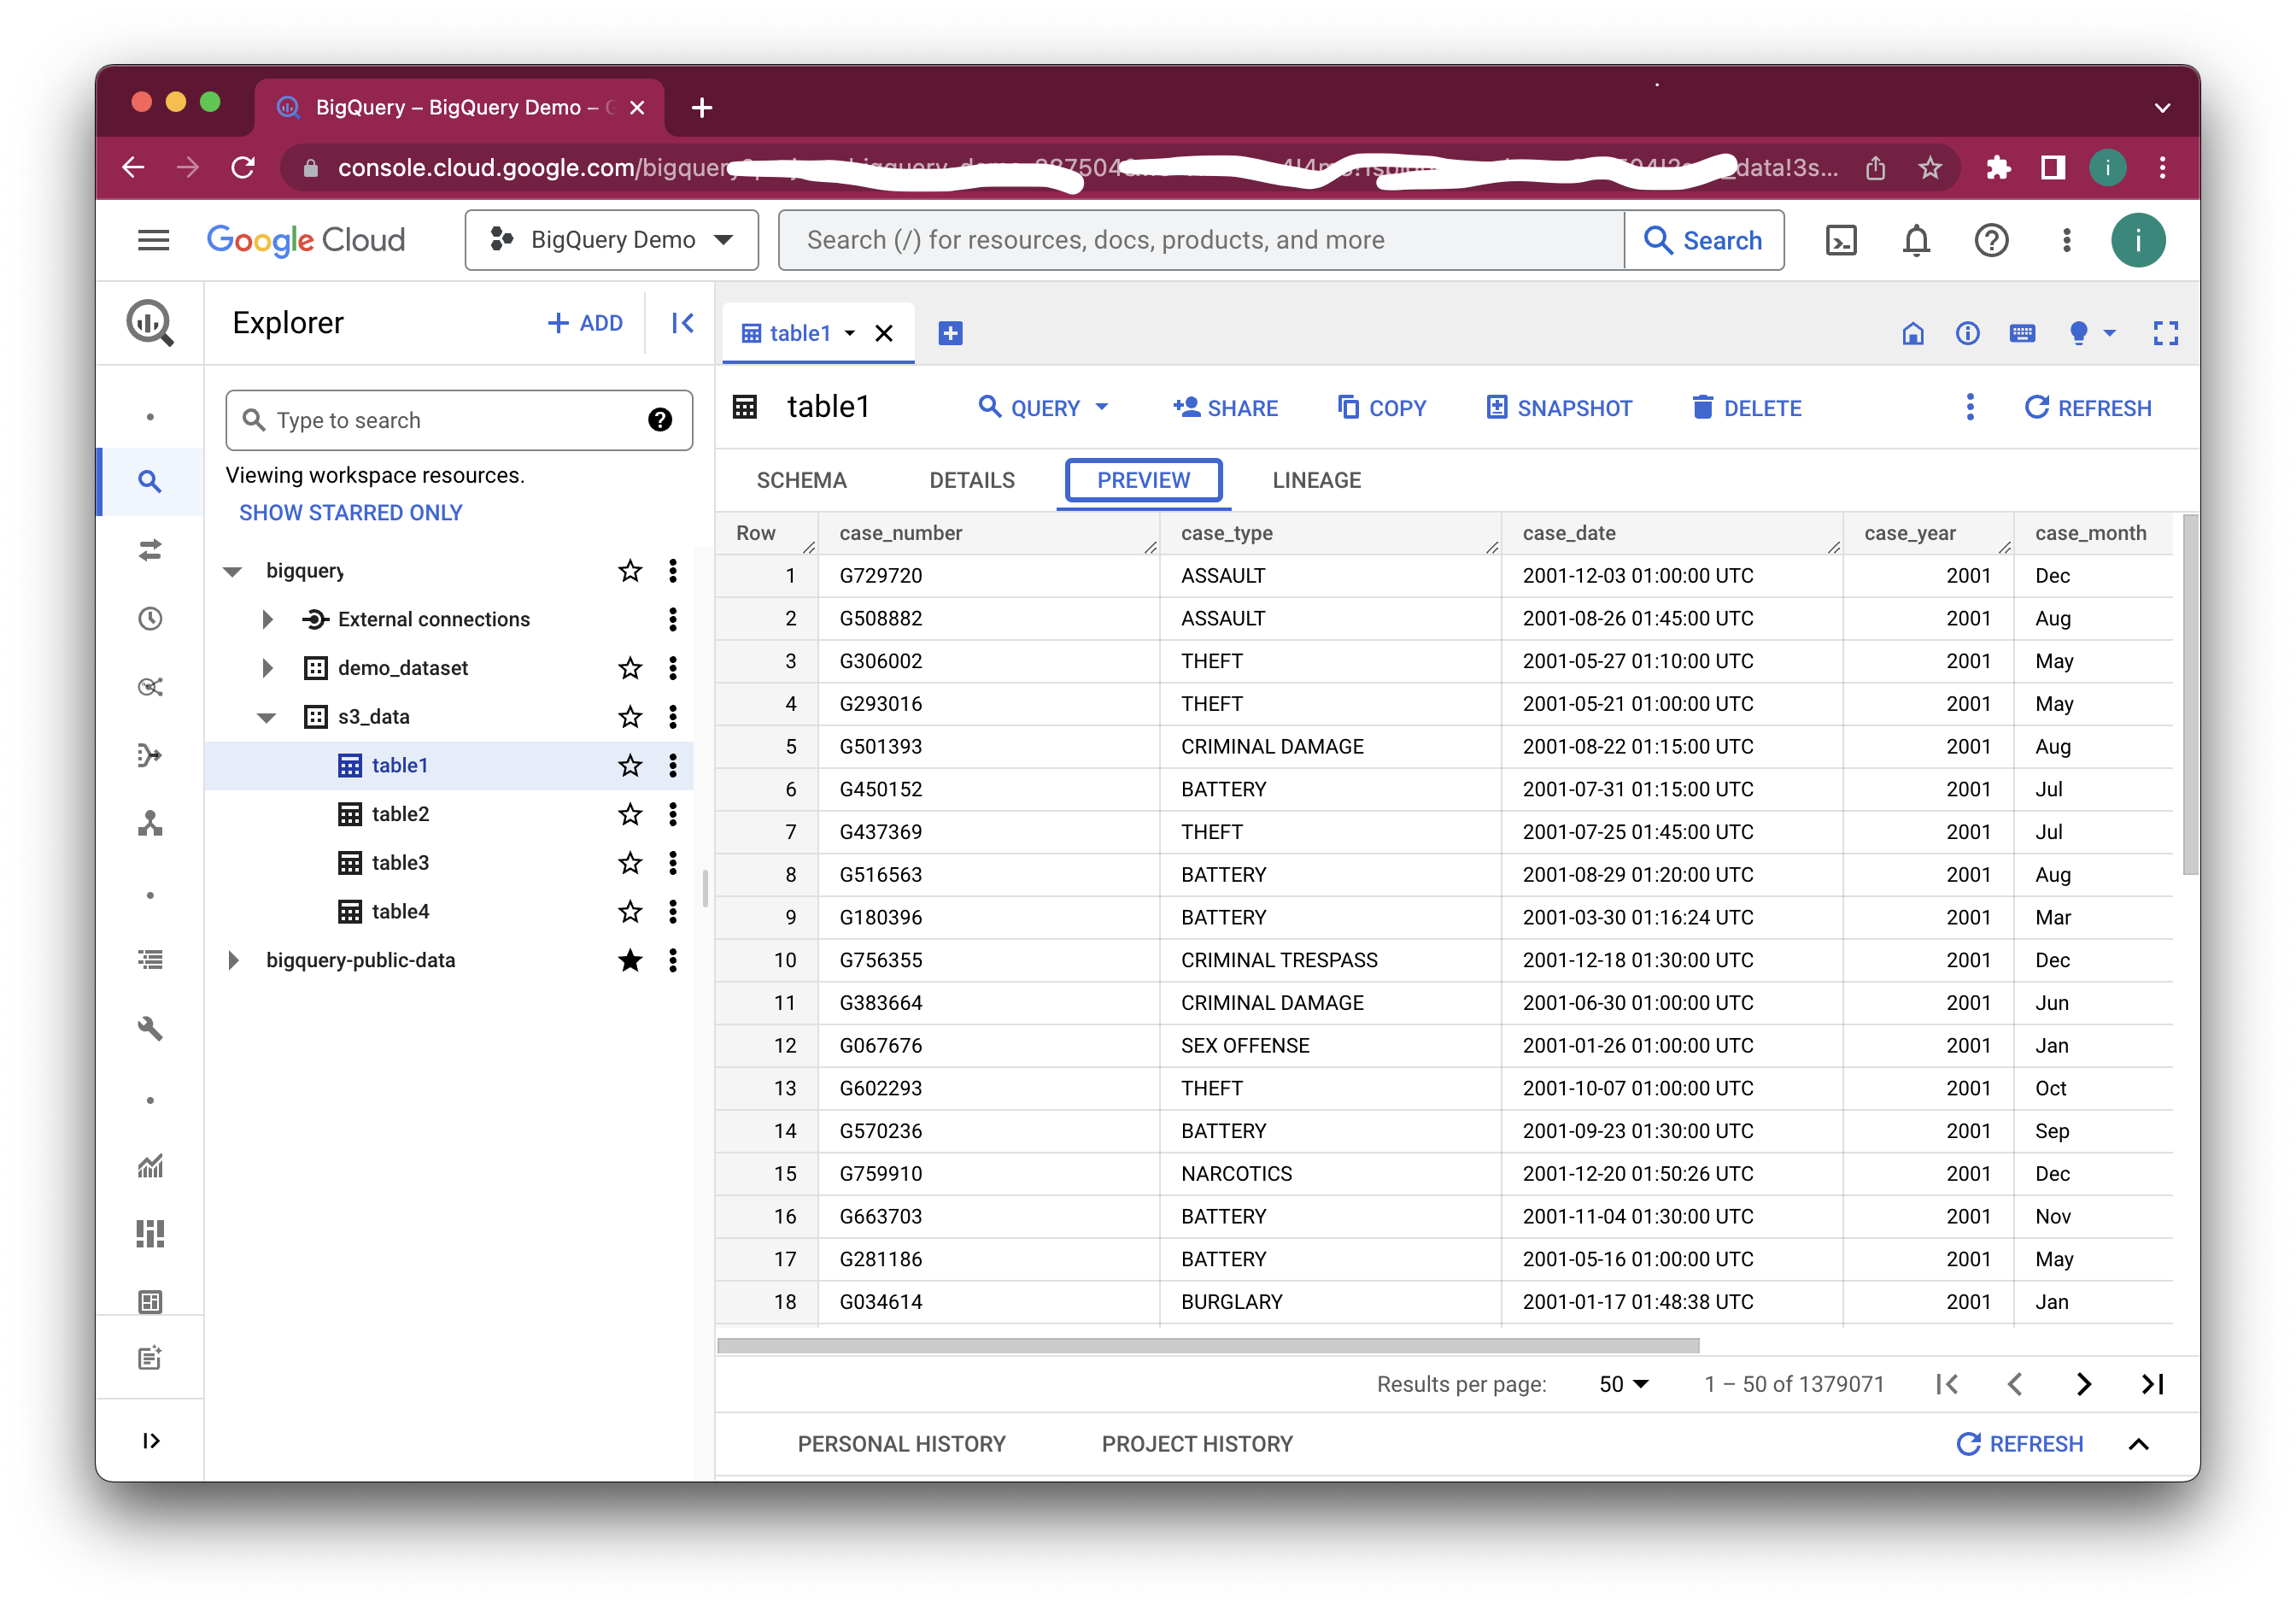 BigQuery – BigQuery Demo –
console.cloud.google.com/bigquer
data!3s...
Google Cloud
BigQuery Demo
Search (/) for resources, docs, products, and more
Search
i
Explorer
+ ADD
table1
Type to search
Viewing workspace resources.
SHOW STARRED ONLY
bigquery
External connections
demo_dataset
s3_data
table1
table2
table3
table4
bigquery-public-data
table1
QUERY SHARE COPY SNAPSHOT DELETE REFRESH
SCHEMA DETAILS PREVIEW LINEAGE
Row case_number case_type case_date case_year case_month
1 G729720 ASSAULT 2001-12-03 01:00:00 UTC 2001 Dec
2 G508882 ASSAULT 2001-08-26 01:45:00 UTC 2001 Aug
3 G306002 THEFT 2001-05-27 01:10:00 UTC 2001 May
4 G293016 THEFT 2001-05-21 01:00:00 UTC 2001 May
5 G501393 CRIMINAL DAMAGE 2001-08-22 01:15:00 UTC 2001 Aug
6 G450152 BATTERY 2001-07-31 01:15:00 UTC 2001 Jul
7 G437369 THEFT 2001-07-25 01:45:00 UTC 2001 Jul
8 G516563 BATTERY 2001-08-29 01:20:00 UTC 2001 Aug
9 G180396 BATTERY 2001-03-30 01:16:24 UTC 2001 Mar
10 G756355 CRIMINAL TRESPASS 2001-12-18 01:30:00 UTC 2001 Dec
11 G383664 CRIMINAL DAMAGE 2001-06-30 01:00:00 UTC 2001 Jun
12 G067676 SEX OFFENSE 2001-01-26 01:00:00 UTC 2001 Jan
13 G602293 THEFT 2001-10-07 01:00:00 UTC 2001 Oct
14 G570236 BATTERY 2001-09-23 01:30:00 UTC 2001 Sep
15 G759910 NARCOTICS 2001-12-20 01:50:26 UTC 2001 Dec
16 G663703 BATTERY 2001-11-04 01:30:00 UTC 2001 Nov
17 G281186 BATTERY 2001-05-16 01:00:00 UTC 2001 May
18 G034614 BURGLARY 2001-01-17 01:48:38 UTC 2001 Jan
Results per page: 50 1 – 50 of 1379071
PERSONAL HISTORY PROJECT HISTORY REFRESH